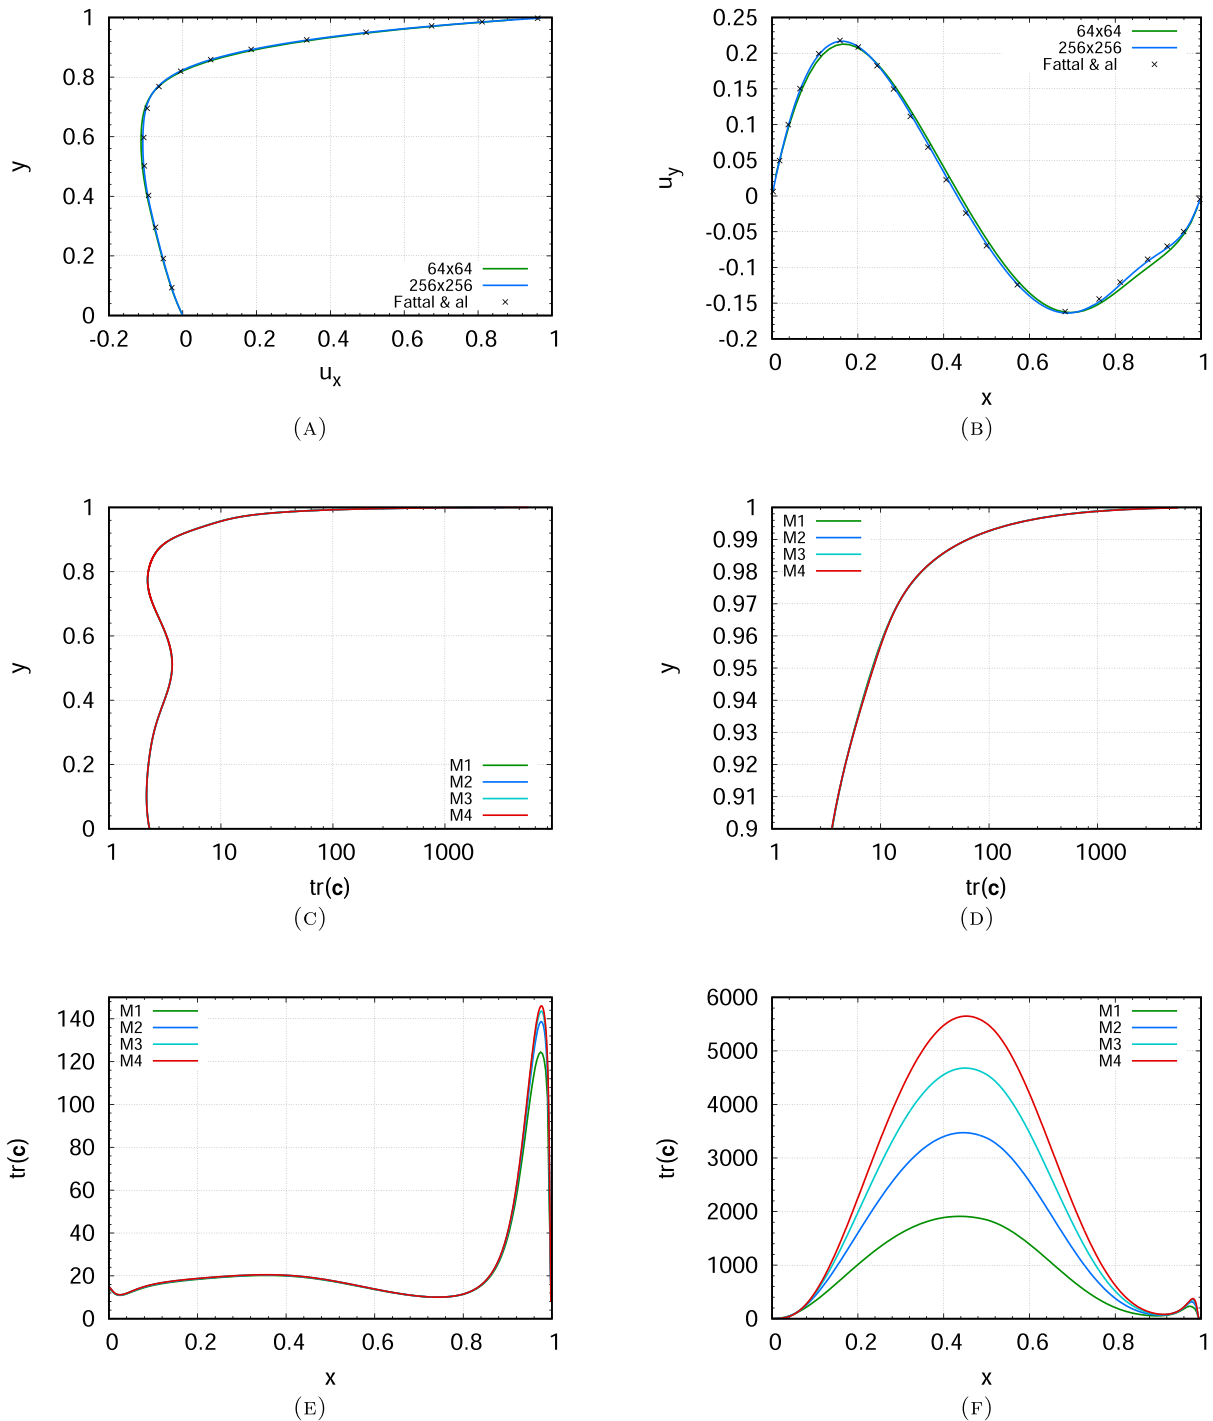 1
0.8
0.6
0.4
0.2
0
y
64x64
256x256
Fattal & al
-0.2 0 0.2 0.4 0.6 0.8 1
u_x
(A)
0.25
0.2
0.15
0.1
0.05
0
-0.05
-0.1
-0.15
-0.2
u_y
64x64
256x256
Fattal & al
0 0.2 0.4 0.6 0.8 1
x
(B)
1
0.8
0.6
0.4
0.2
0
y
M1
M2
M3
M4
1 10 100 1000
tr(c)
(C)
1
0.99
0.98
0.97
0.96
0.95
0.94
0.93
0.92
0.91
0.9
y
M1
M2
M3
M4
1 10 100 1000
tr(c)
(D)
140
120
100
80
60
40
20
0
tr(c)
M1
M2
M3
M4
0 0.2 0.4 0.6 0.8 1
x
(E)
6000
5000
4000
3000
2000
1000
0
tr(c)
M1
M2
M3
M4
0 0.2 0.4 0.6 0.8 1
x
(F)